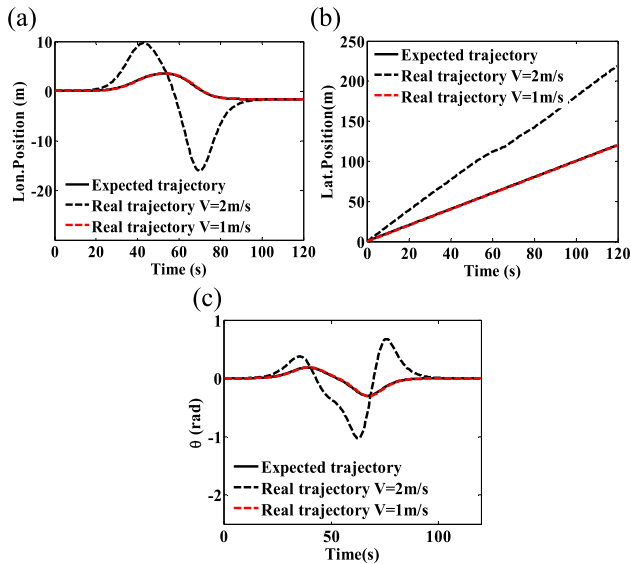 (a)
Lon.Position (m)
10
0
-10
-20
Expected trajectory
Real trajectory V=2m/s
Real trajectory V=1m/s
0 20 40 60 80 100 120
Time (s)
(b)
Lat.Position(m)
250
200
150
100
50
0
Expected trajectory
Real trajectory V=2m/s
Real trajectory V=1m/s
0 20 40 60 80 100 120
Time (s)
(c)
θ (rad)
1
0
-1
-2
Expected trajectory
Real trajectory V=2m/s
Real trajectory V=1m/s
0 50 100
Time(s)